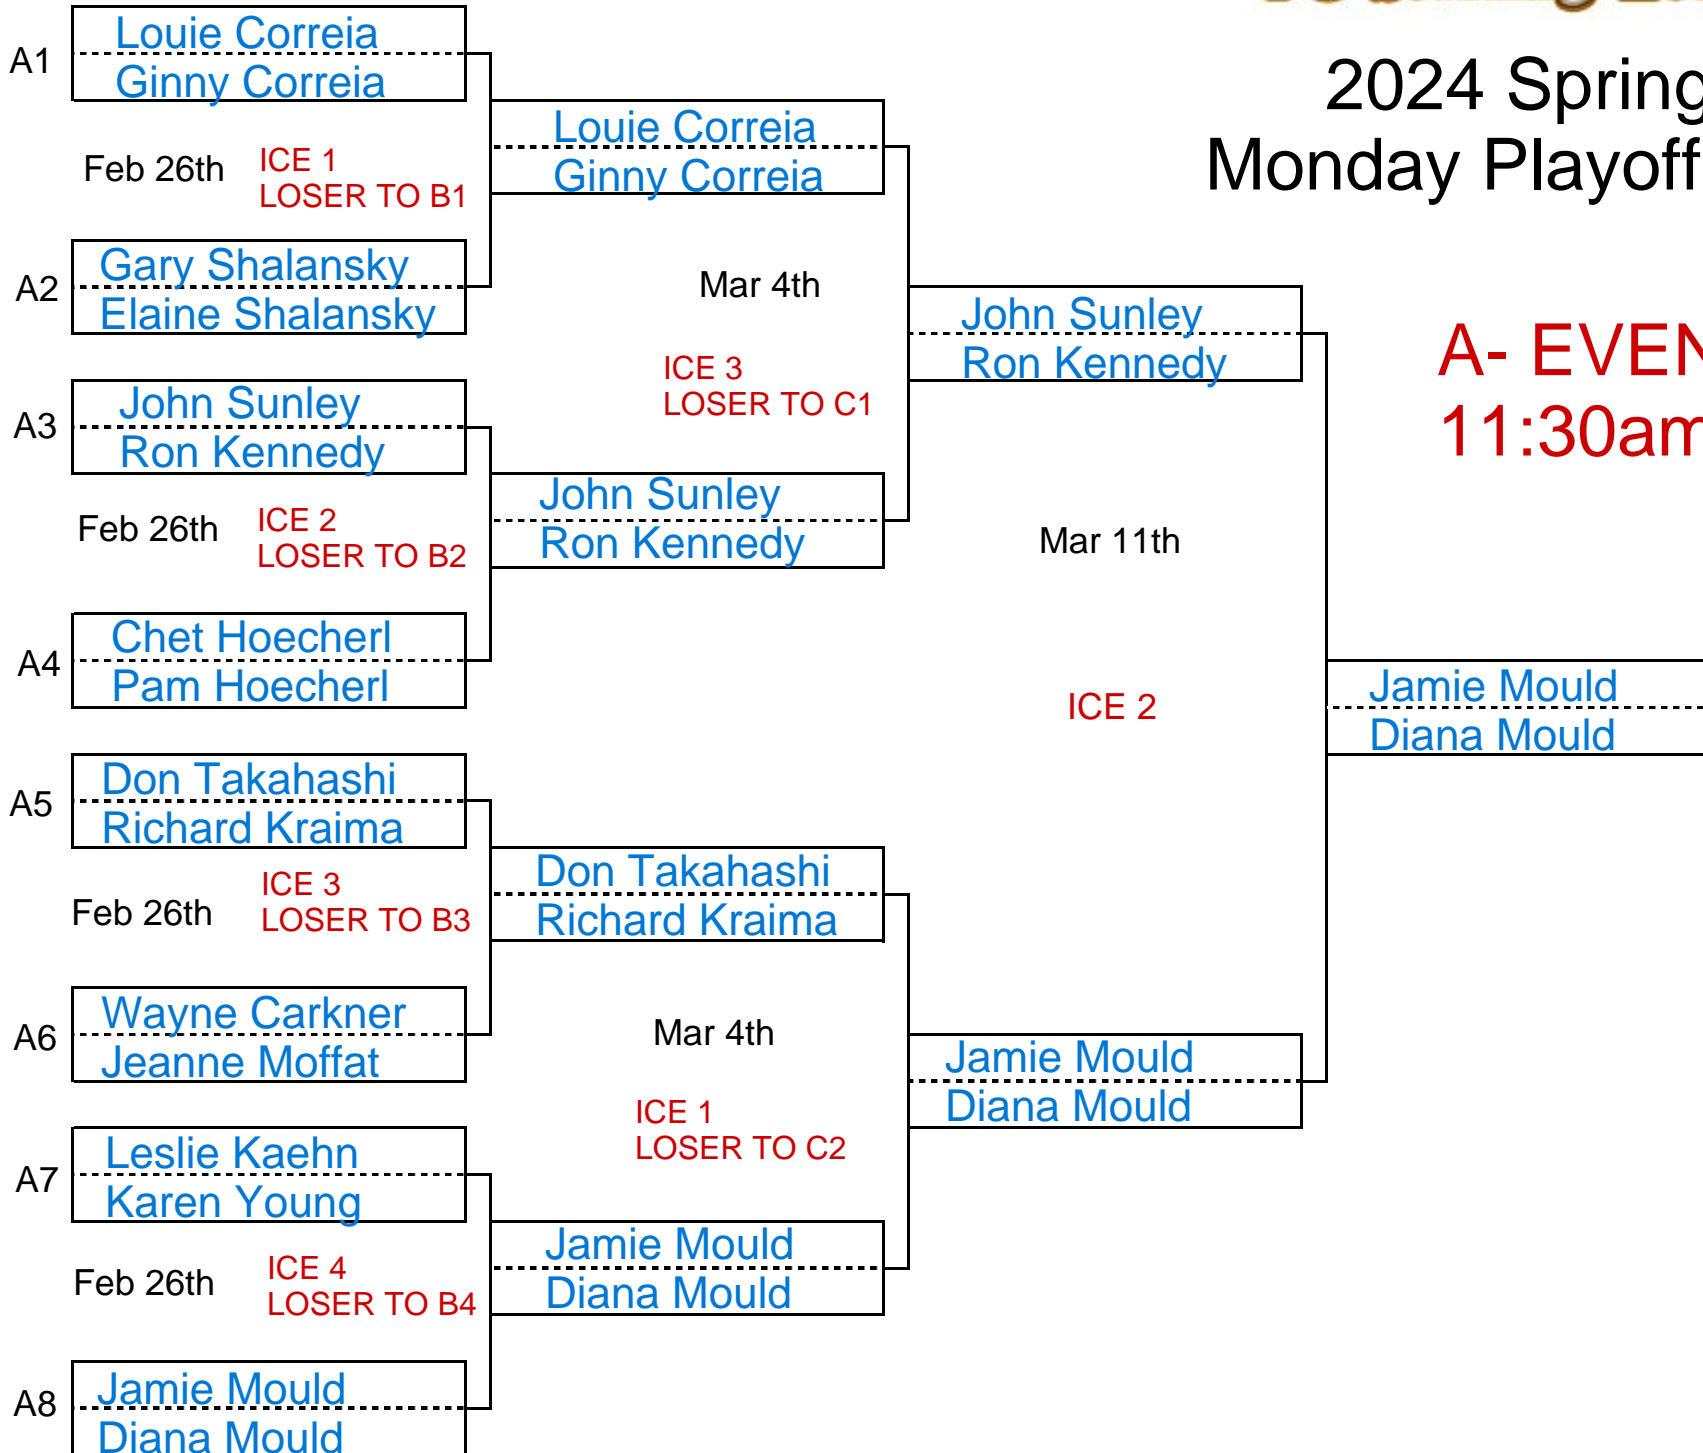 2024 Spring
Monday Playoff
A- EVEN
11:30am
A1
Louie Correia
Ginny Correia
Feb 26th
ICE 1
LOSER TO B1
A2
Gary Shalansky
Elaine Shalansky
A3
John Sunley
Ron Kennedy
Feb 26th
ICE 2
LOSER TO B2
A4
Chet Hoecherl
Pam Hoecherl
A5
Don Takahashi
Richard Kraima
Feb 26th
ICE 3
LOSER TO B3
A6
Wayne Carkner
Jeanne Moffat
A7
Leslie Kaehn
Karen Young
Feb 26th
ICE 4
LOSER TO B4
A8
Jamie Mould
Diana Mould
Louie Correia
Ginny Correia
Mar 4th
ICE 3
LOSER TO C1
John Sunley
Ron Kennedy
Don Takahashi
Richard Kraima
Mar 4th
ICE 1
LOSER TO C2
Jamie Mould
Diana Mould
John Sunley
Ron Kennedy
Mar 11th
ICE 2
Jamie Mould
Diana Mould
Jamie Mould
Diana Mould